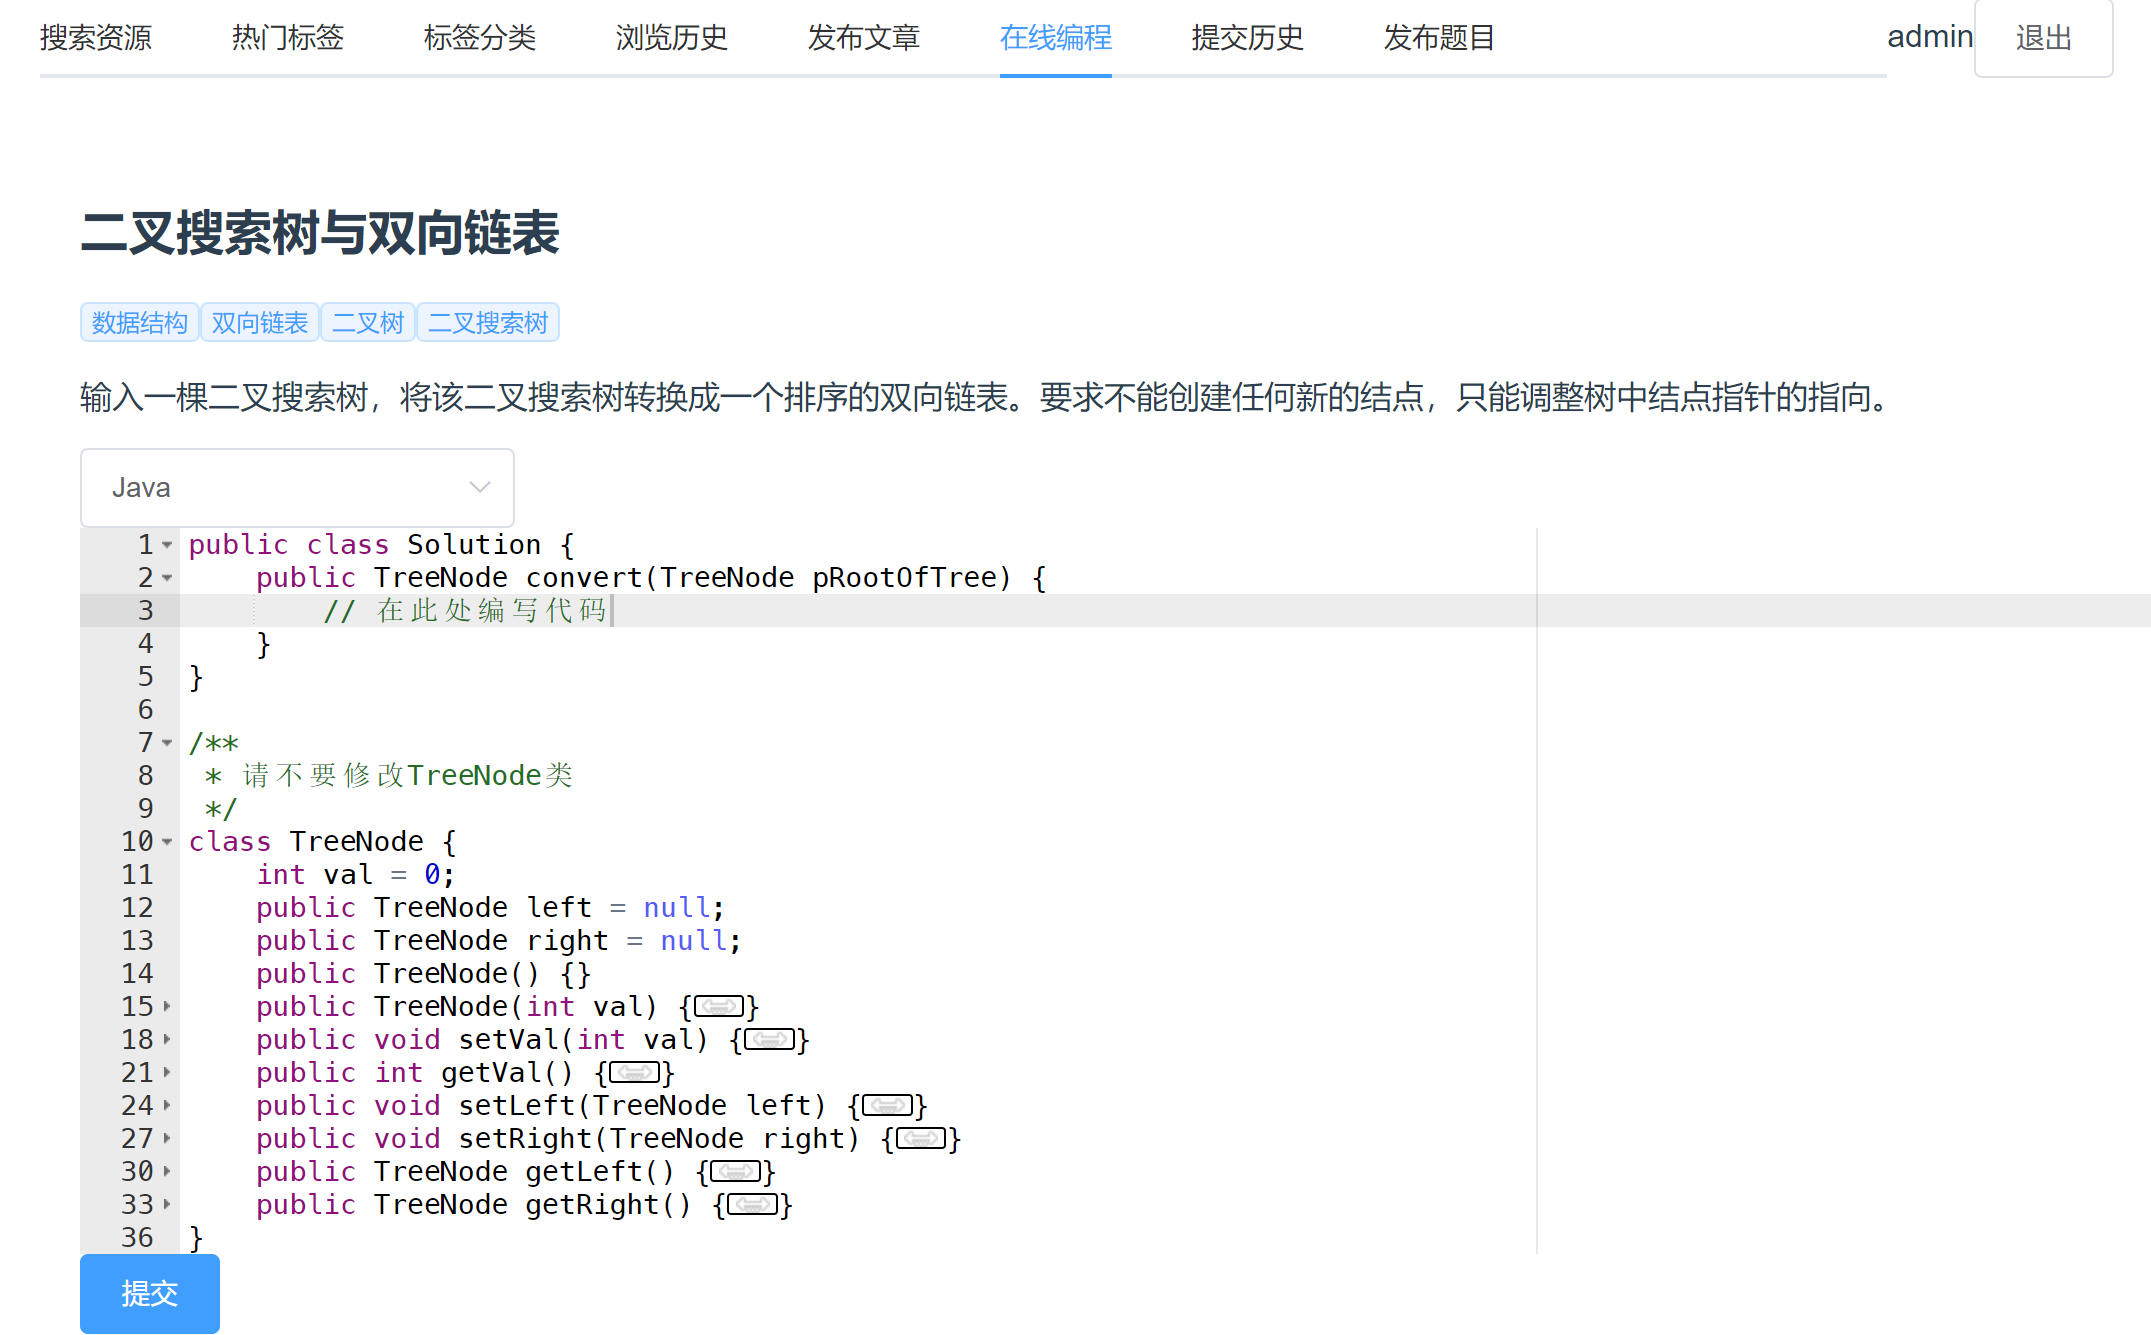 搜索资源 热门标签 标签分类 浏览历史 发布文章 在线编程 提交历史 发布题目 admin 退出
二叉搜索树与双向链表
数据结构 双向链表 二叉树 二叉搜索树
输入一棵二叉搜索树，将该二叉搜索树转换成一个排序的双向链表。要求不能创建任何新的结点，只能调整树中结点指针的指向。
Java
1 public class Solution {
2     public TreeNode convert(TreeNode pRootOfTree) {
3         // 在此处编写代码
4     }
5 }
6
7 /**
8  * 请不要修改TreeNode类
9  */
10 class TreeNode {
11     int val = 0;
12     public TreeNode left = null;
13     public TreeNode right = null;
14     public TreeNode() {}
15     public TreeNode(int val) {}
18     public void setVal(int val) {}
21     public int getVal() {}
24     public void setLeft(TreeNode left) {}
27     public void setRight(TreeNode right) {}
30     public TreeNode getLeft() {}
33     public TreeNode getRight() {}
36 }
提交